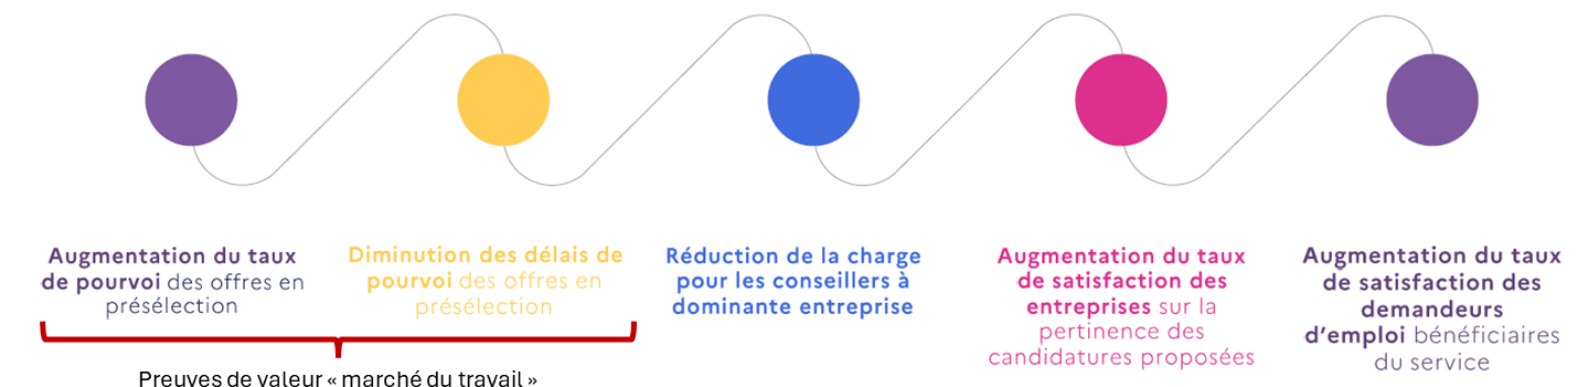 Augmentation du taux
de pourvoi des offres en
présélection
Diminution des délais de
pourvoi des offres en
présélection
Réduction de la charge
pour les conseillers à
dominante entreprise
Augmentation du taux
de satisfaction des
entreprises sur la
pertinence des
candidatures proposées
Augmentation du taux
de satisfaction des
demandeurs
d’emploi bénéficiaires
du service
Preuves de valeur « marché du travail »